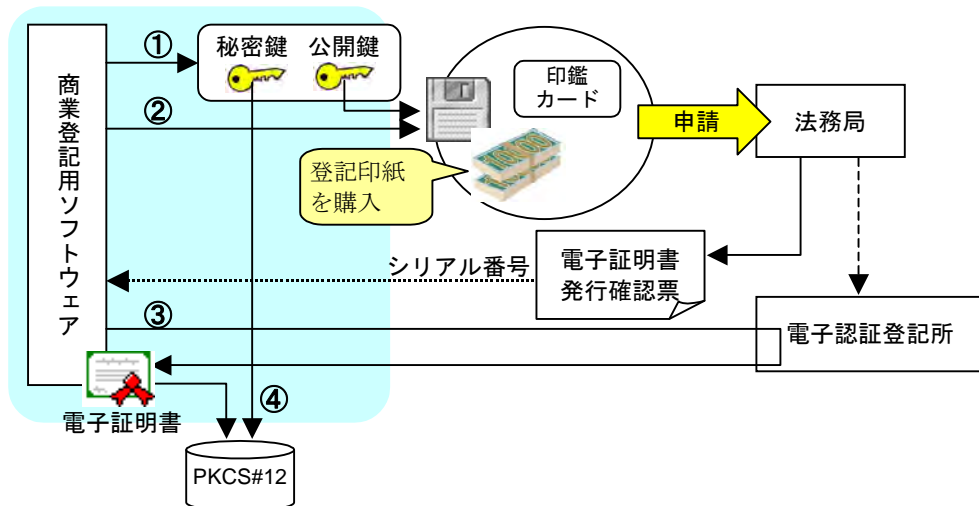 ①
秘密鍵 公開鍵
印鑑
カード
商業登記用ソフトウェア
②
申請
法務局
登記印紙
を購入
シリアル番号
電子証明書
発行確認票
③
電子認証登記所
電子証明書
④
PKCS#12